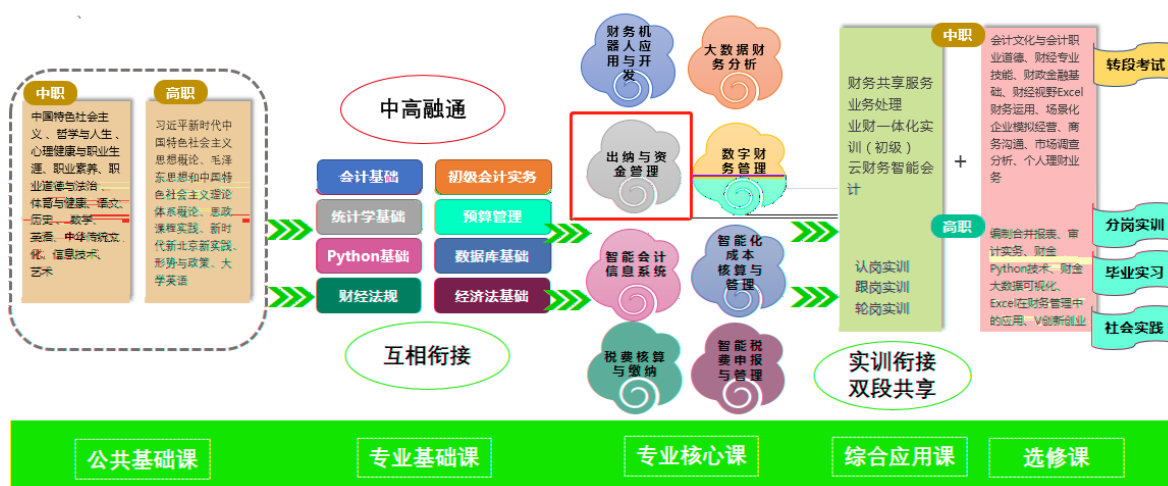 中职
中国特色社会主
义、哲学与人生、
心理健康与职业生
涯、职业素养、职
业道德与法治、
体育与健康、语文、
历史、数学、
英语、中华传统文
化、信息技术、
艺术
高职
习近平新时代中
国特色社会主义
思想概论、毛泽
东思想和中国特
色社会主义理论
体系概论、思政
课程实践、新时
代新北京新实践、
形势与政策、大
学英语
中高融通
会计基础
初级会计实务
统计学基础
预算管理
Python基础
数据库基础
财经法规
经济法基础
互相衔接
财务机
器人应
用与开
发
大数据财
务分析
出纳与资
金管理
数字财
务管理
智能会计
信息系统
智能化
成本
核算与
管理
税费核算
与缴纳
智能税
费申报
与管理
财务共享服务
业务处理
业财一体化实
训（初级）
云财务智能会
计
认岗实训
跟岗实训
轮岗实训
+
中职
会计文化与会计职
业道德、财经专业
技能、财政金融基
础、财经视野Excel
财务运用、场景化
企业模拟经营、商
务沟通、市场调查
分析、个人理财业
务
高职
编制合并报表、审
计实务、财金
Python技术、财金
大数据可视化、
Excel在财务管理中
的应用、V创新创业
转段考试
分岗实训
毕业实习
社会实践
实训衔接
双段共享
公共基础课
专业基础课
专业核心课
综合应用课
选修课